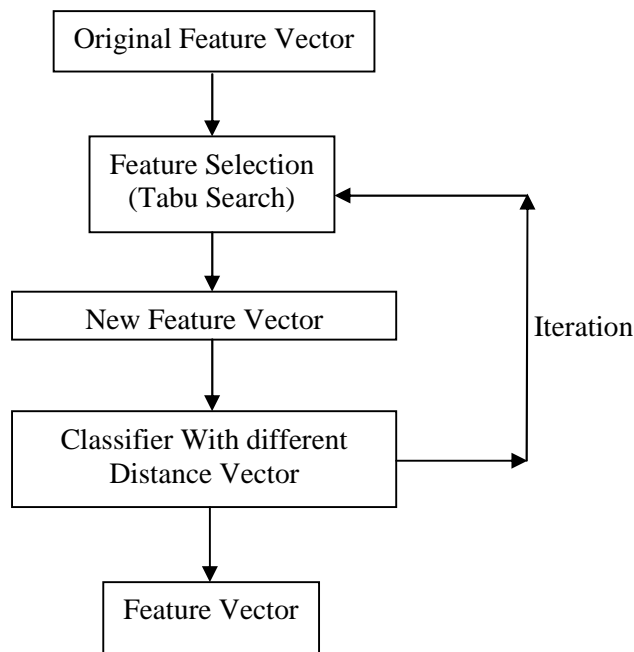 Original Feature Vector
Feature Selection
(Tabu Search)
New Feature Vector
Iteration
Classifier With different
Distance Vector
Feature Vector